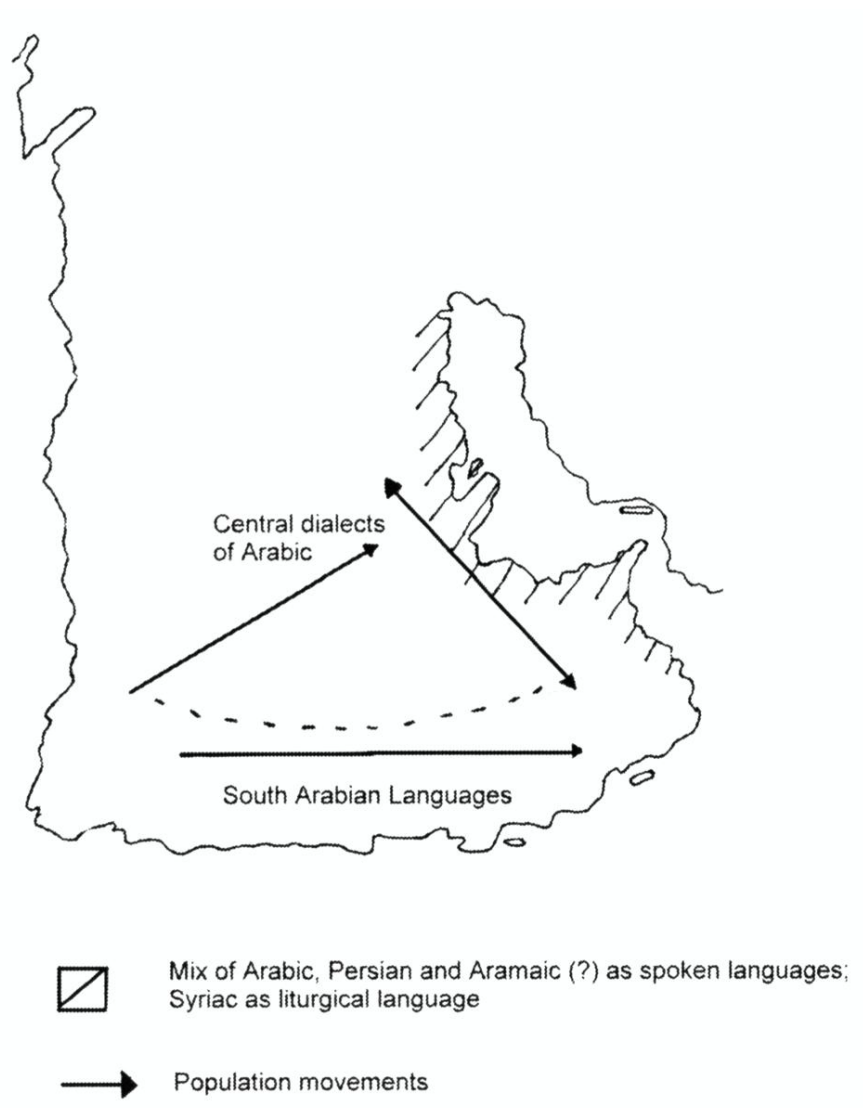 Central dialects
of Arabic
South Arabian Languages
Mix of Arabic, Persian and Aramaic (?) as spoken languages;
Syriac as liturgical language
Population movements